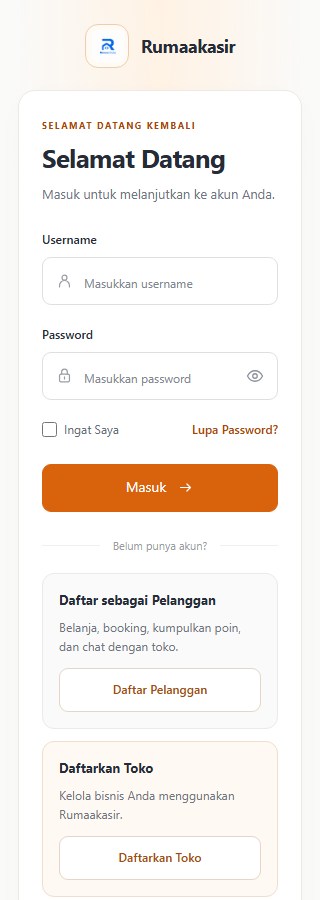 Rumaakasir
SELAMAT DATANG KEMBALI
Selamat Datang
Masuk untuk melanjutkan ke akun Anda.
Username
Masukkan username
Password
Masukkan password
Ingat Saya
Lupa Password?
Masuk →
Belum punya akun?
Daftar sebagai Pelanggan
Belanja, booking, kumpulkan poin,
dan chat dengan toko.
Daftar Pelanggan
Daftarkan Toko
Kelola bisnis Anda menggunakan
Rumaakasir.
Daftarkan Toko